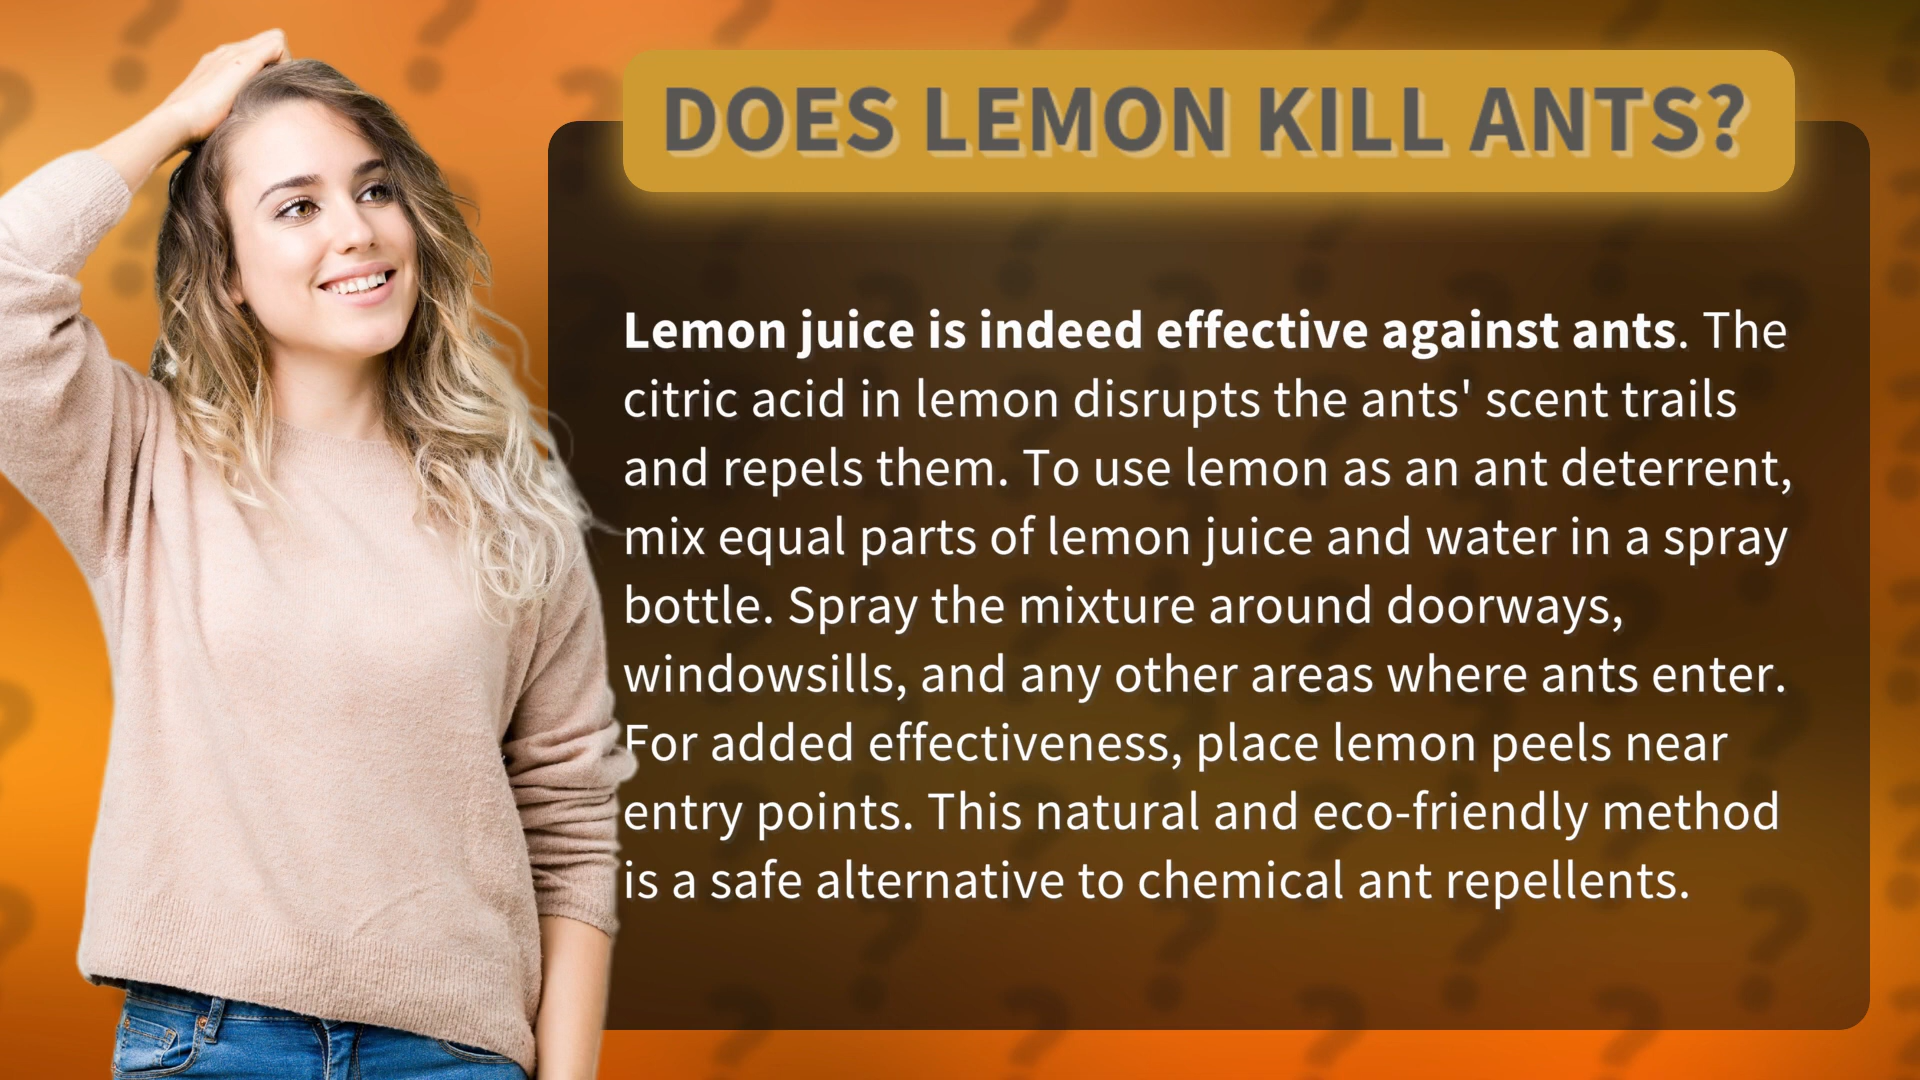 DOES LEMON KILL ANTS?
Lemon juice is indeed effective against ants. The
citric acid in lemon disrupts the ants' scent trails
and repels them. To use lemon as an ant deterrent,
mix equal parts of lemon juice and water in a spray
bottle. Spray the mixture around doorways,
windowsills, and any other areas where ants enter.
For added effectiveness, place lemon peels near
entry points. This natural and eco-friendly method
is a safe alternative to chemical ant repellents.